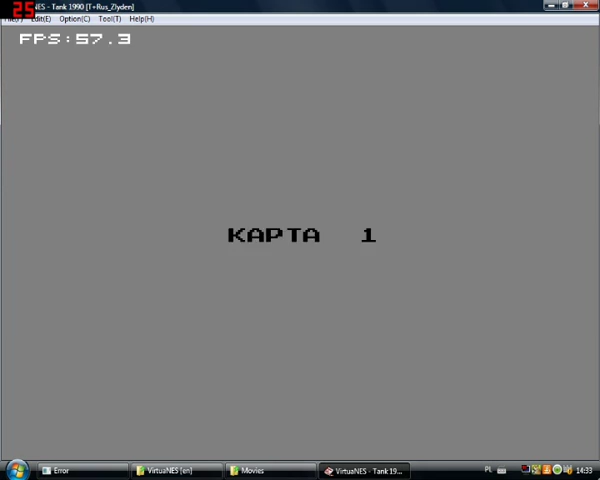 25
NES - Tank 1990 [T+Rus_Zlyden]
Edit(E) Option(C) Tool(T) Help(H)
FPS:57.3
КАРТА 1
Error VirtuaNES [en] Movies VirtuaNES - Tank 19... PL 14:33